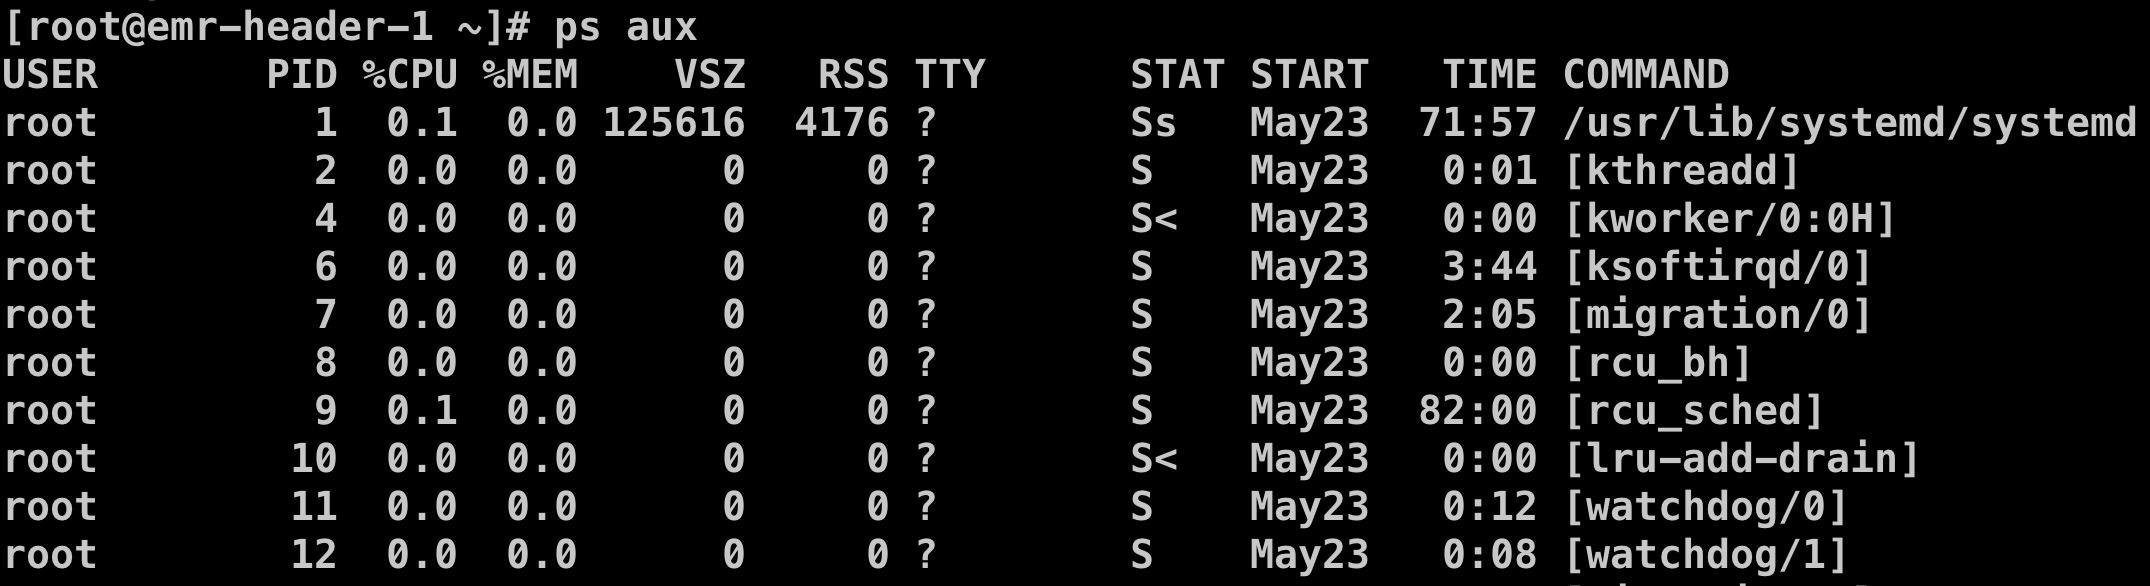 [root@emr-header-1 ~]# ps aux
USER       PID %CPU %MEM    VSZ   RSS TTY      STAT START   TIME COMMAND
root         1  0.1  0.0 125616  4176 ?        Ss   May23  71:57 /usr/lib/systemd/systemd
root         2  0.0  0.0      0     0 ?        S    May23   0:01 [kthreadd]
root         4  0.0  0.0      0     0 ?        S<   May23   0:00 [kworker/0:0H]
root         6  0.0  0.0      0     0 ?        S    May23   3:44 [ksoftirqd/0]
root         7  0.0  0.0      0     0 ?        S    May23   2:05 [migration/0]
root         8  0.0  0.0      0     0 ?        S    May23   0:00 [rcu_bh]
root         9  0.1  0.0      0     0 ?        S    May23  82:00 [rcu_sched]
root        10  0.0  0.0      0     0 ?        S<   May23   0:00 [lru-add-drain]
root        11  0.0  0.0      0     0 ?        S    May23   0:12 [watchdog/0]
root        12  0.0  0.0      0     0 ?        S    May23   0:08 [watchdog/1]